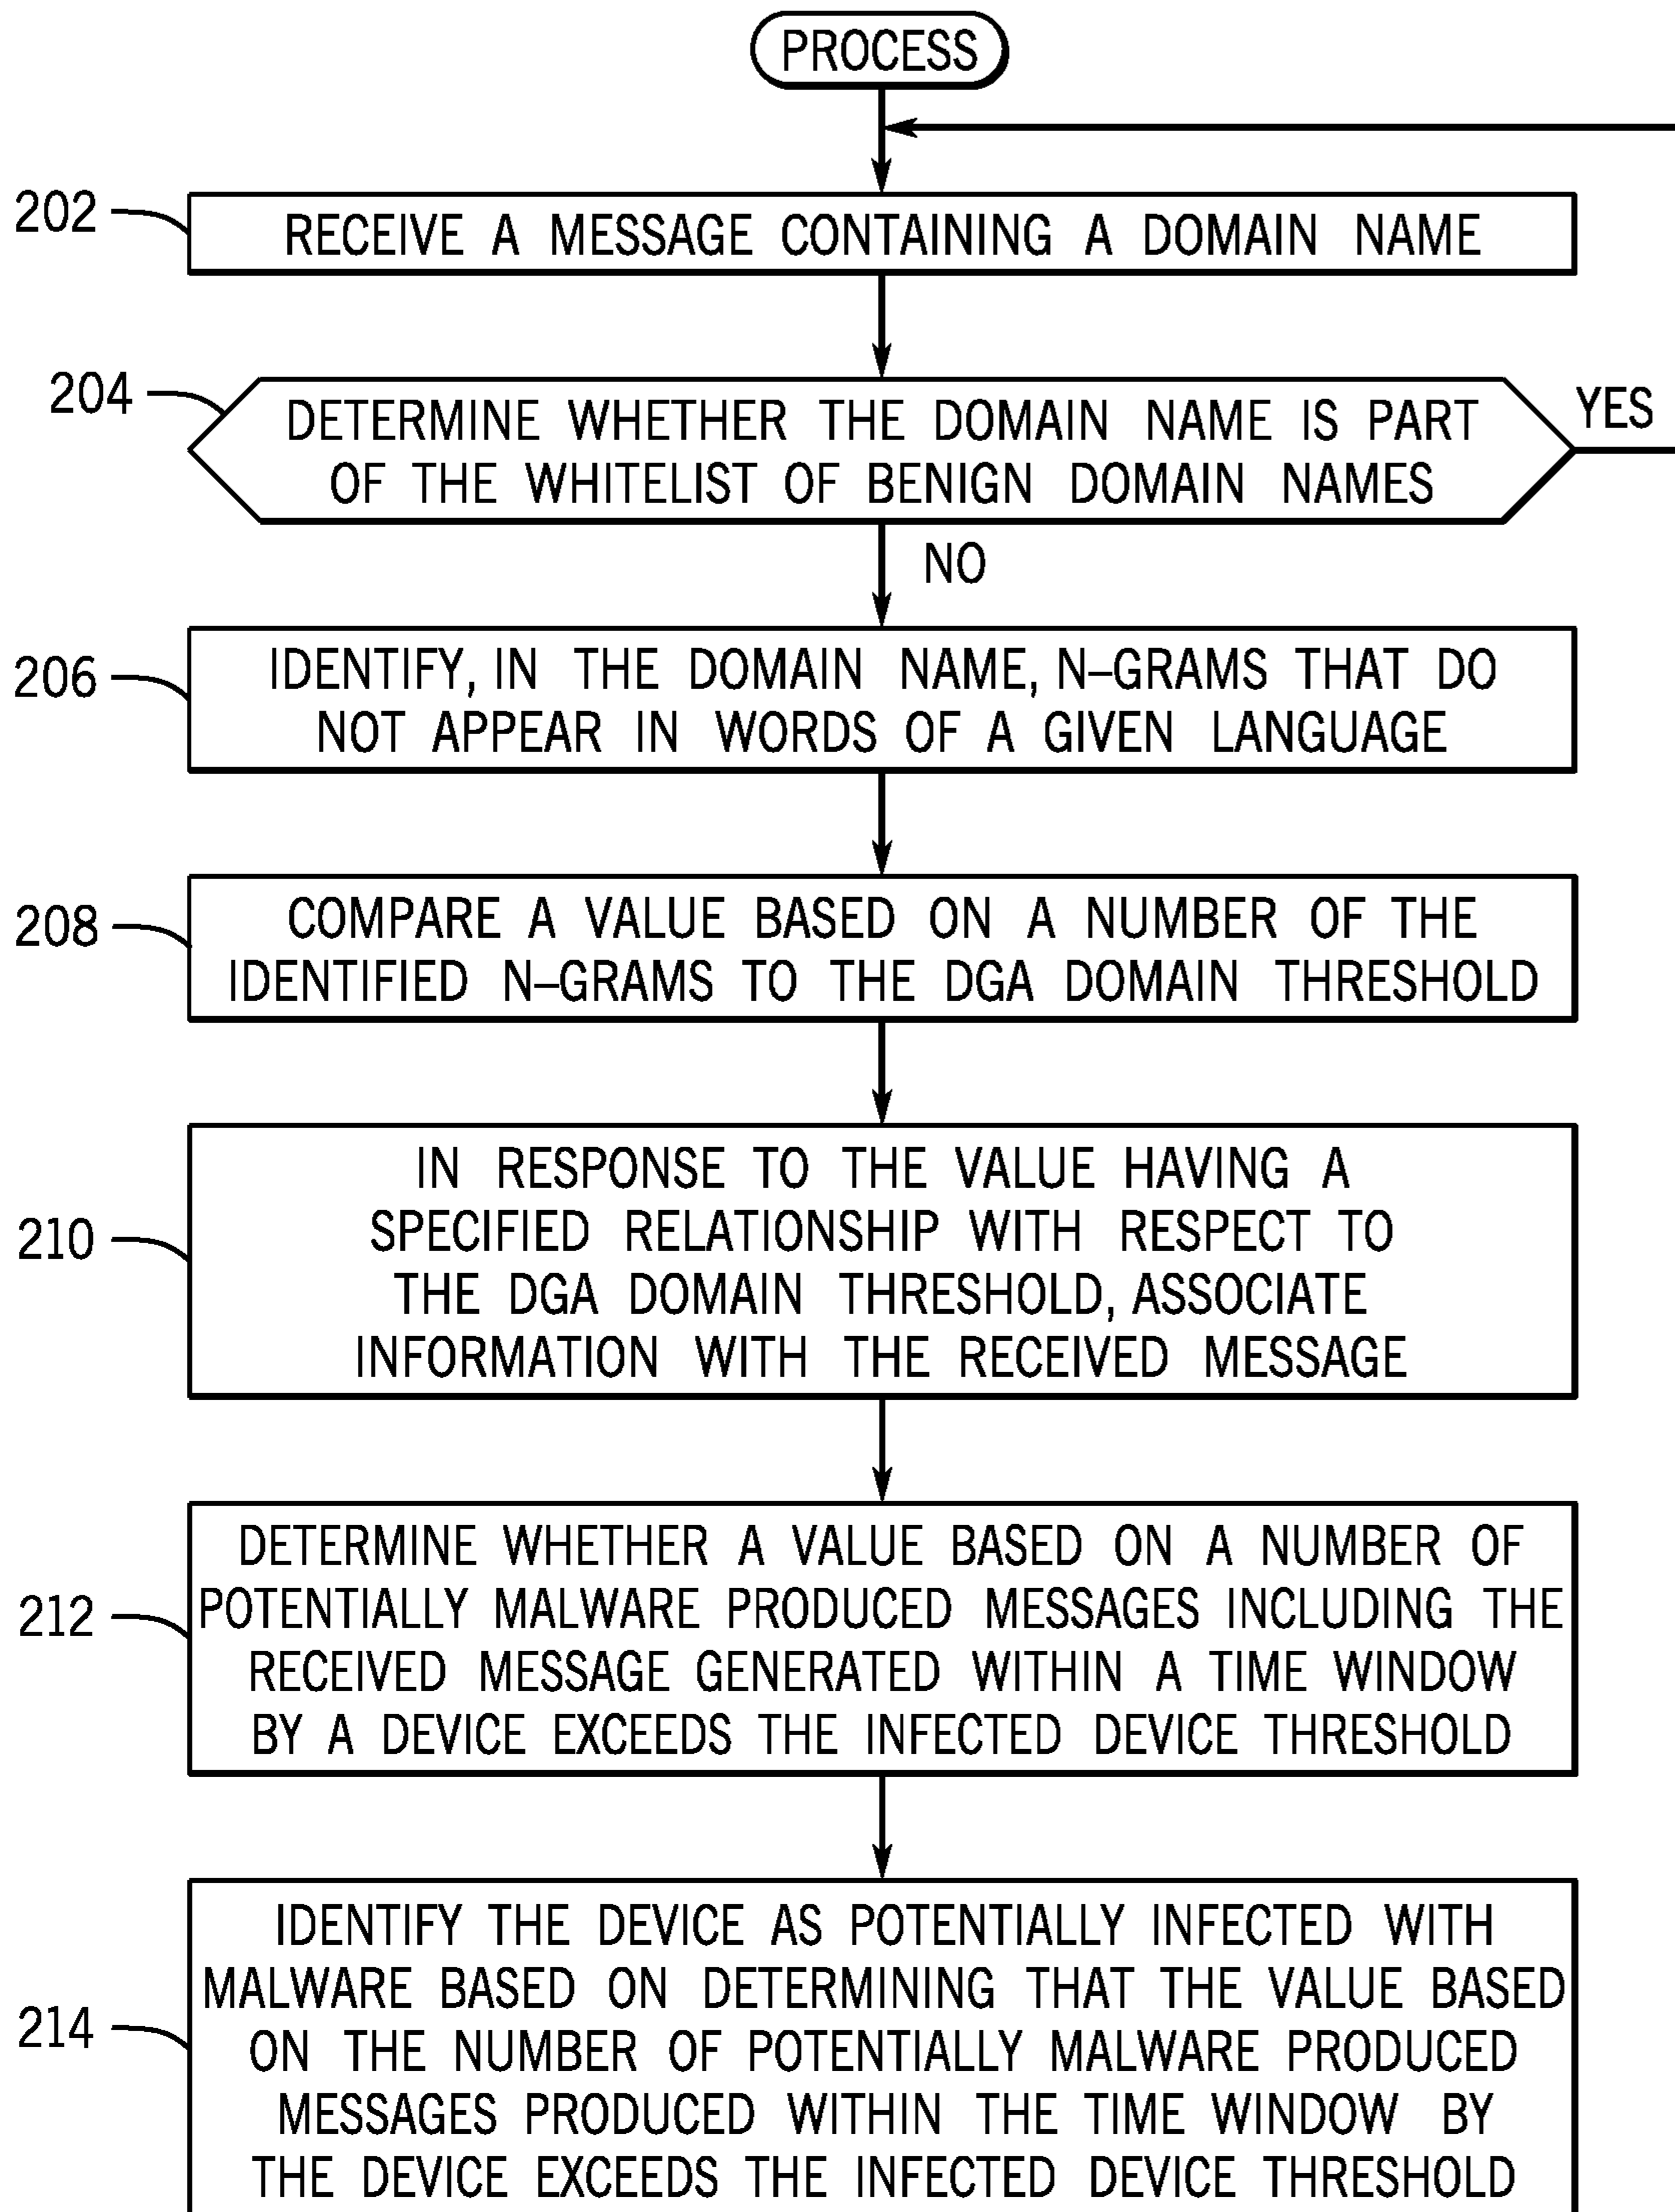 PROCESS
202
RECEIVE A MESSAGE CONTAINING A DOMAIN NAME
204
DETERMINE WHETHER THE DOMAIN NAME IS PART
OF THE WHITELIST OF BENIGN DOMAIN NAMES
YES
NO
206
IDENTIFY, IN THE DOMAIN NAME, N–GRAMS THAT DO
NOT APPEAR IN WORDS OF A GIVEN LANGUAGE
208
COMPARE A VALUE BASED ON A NUMBER OF THE
IDENTIFIED N–GRAMS TO THE DGA DOMAIN THRESHOLD
210
IN RESPONSE TO THE VALUE HAVING A
SPECIFIED RELATIONSHIP WITH RESPECT TO
THE DGA DOMAIN THRESHOLD, ASSOCIATE
INFORMATION WITH THE RECEIVED MESSAGE
212
DETERMINE WHETHER A VALUE BASED ON A NUMBER OF
POTENTIALLY MALWARE PRODUCED MESSAGES INCLUDING THE
RECEIVED MESSAGE GENERATED WITHIN A TIME WINDOW
BY A DEVICE EXCEEDS THE INFECTED DEVICE THRESHOLD
214
IDENTIFY THE DEVICE AS POTENTIALLY INFECTED WITH
MALWARE BASED ON DETERMINING THAT THE VALUE BASED
ON THE NUMBER OF POTENTIALLY MALWARE PRODUCED
MESSAGES PRODUCED WITHIN THE TIME WINDOW BY
THE DEVICE EXCEEDS THE INFECTED DEVICE THRESHOLD